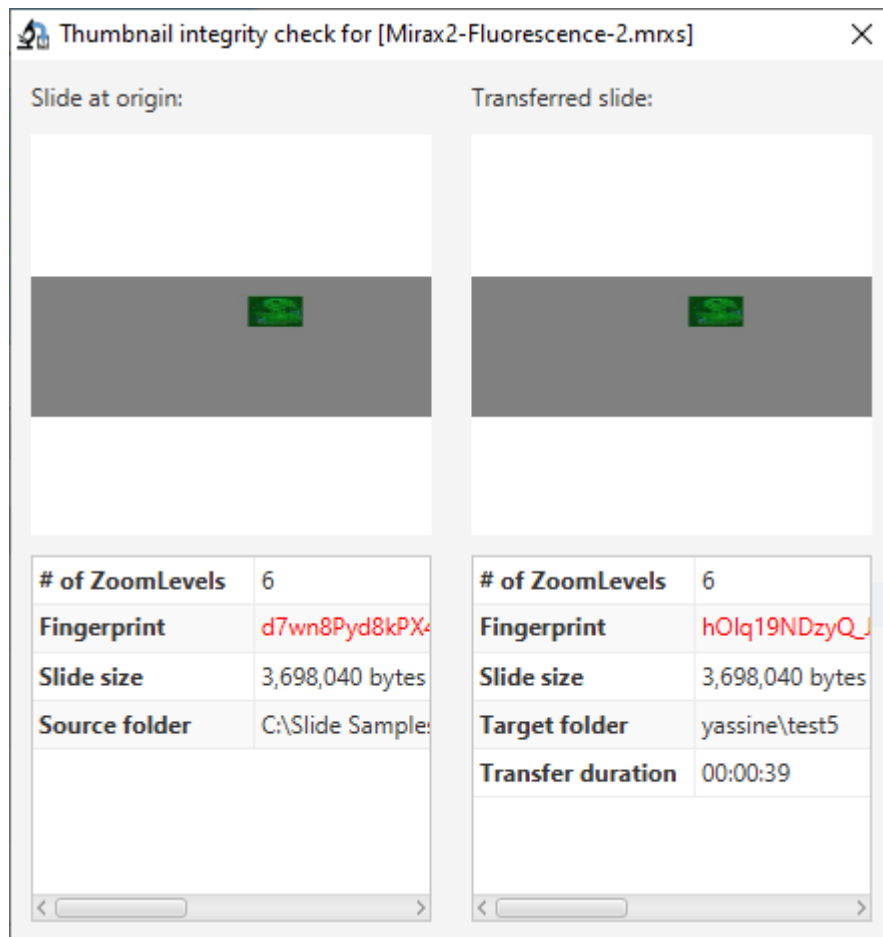 Thumbnail integrity check for [Mirax2-Fluorescence-2.mrxs]
Slide at origin:
Transferred slide:
# of ZoomLevels 6
Fingerprint d7wn8Pyd8kPX4
Slide size 3,698,040 bytes
Source folder C:\Slide Samples
# of ZoomLevels 6
Fingerprint hOlq19NDzyQ_J
Slide size 3,698,040 bytes
Target folder yassine\test5
Transfer duration 00:00:39